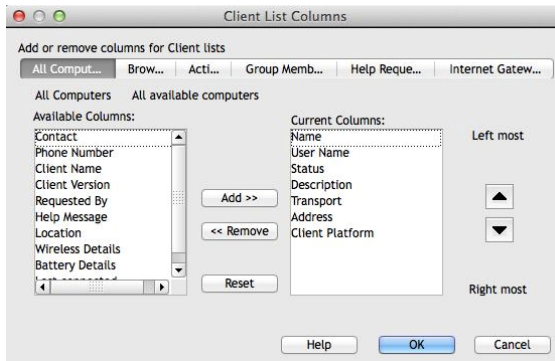 Client List Columns
Add or remove columns for Client lists
All Comput... Brow... Acti... Group Memb... Help Reque... Internet Gatew...
All Computers All available computers
Available Columns:
Contact
Phone Number
Client Name
Client Version
Requested By
Help Message
Location
Wireless Details
Battery Details
Add >>
<< Remove
Reset
Current Columns:
Name
User Name
Status
Description
Transport
Address
Client Platform
Left most
Right most
Help OK Cancel